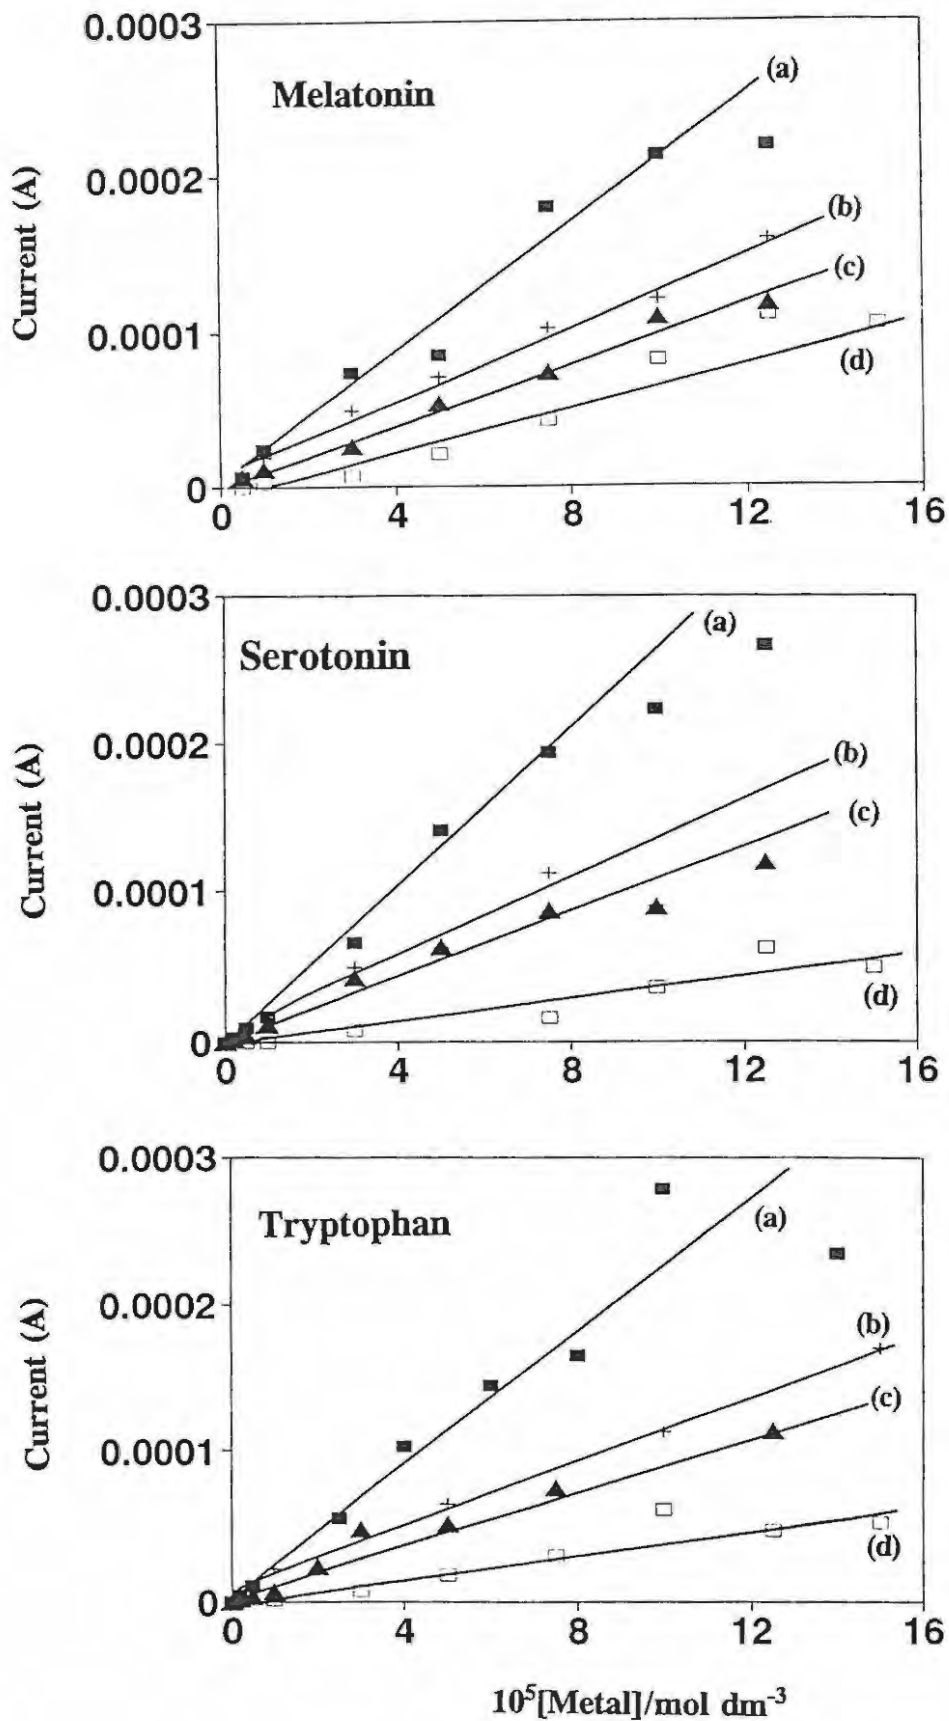 0.0003
Melatonin
(a)
0.0002
(b)
(c)
0.0001
(d)
0
0 4 8 12 16
Current (A)
0.0003
Serotonin
(a)
0.0002
(b)
(c)
0.0001
(d)
0
0 4 8 12 16
Current (A)
0.0003
Tryptophan
(a)
0.0002
(b)
(c)
0.0001
(d)
0
0 4 8 12 16
Current (A)
10⁵[Metal]/mol dm⁻³